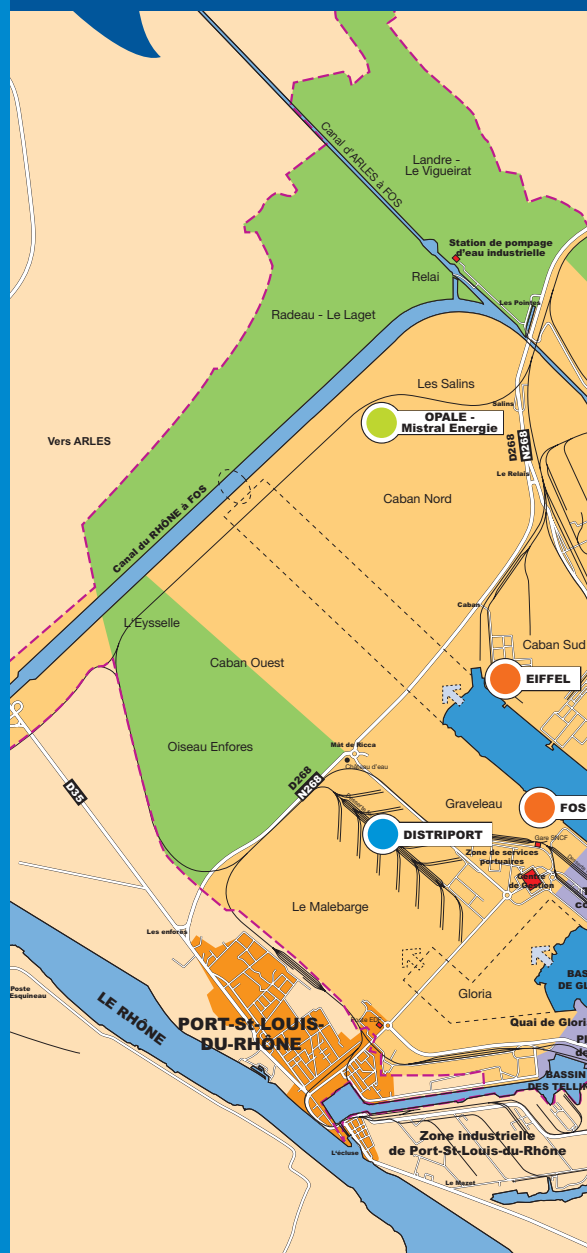 Canal d'ARLES à FOS
Landre -
Le Vigueirat
Station de pompage
d'eau industrielle
Relai
Les Pointes
Radeau - Le Laget
Les Salins
Salins
OPALE -
Mistral Energie
D268
N268
Vers ARLES
Le Relais
Caban Nord
Canal du RHÔNE à FOS
Caban
L'Eysselle
Caban Sud
Caban Ouest
EIFFEL
Oiseau Enfores
Mât de Ricca
Château d'eau
D268
N268
D35
Graveleau
FOS
DISTRIPORT
Gare SNCF
Zone de services
portuaires
Centre
de Gestion
Le Malebarge
Les enforès
Poste
Esquineau
LE RHÔNE
Gloria
PORT-St-LOUIS-
DU-RHÔNE
Quai de Glori
BASSIN
DES TELLI
Zone industrielle
de Port-St-Louis-du-Rhône
L'écluse
Le Mazet